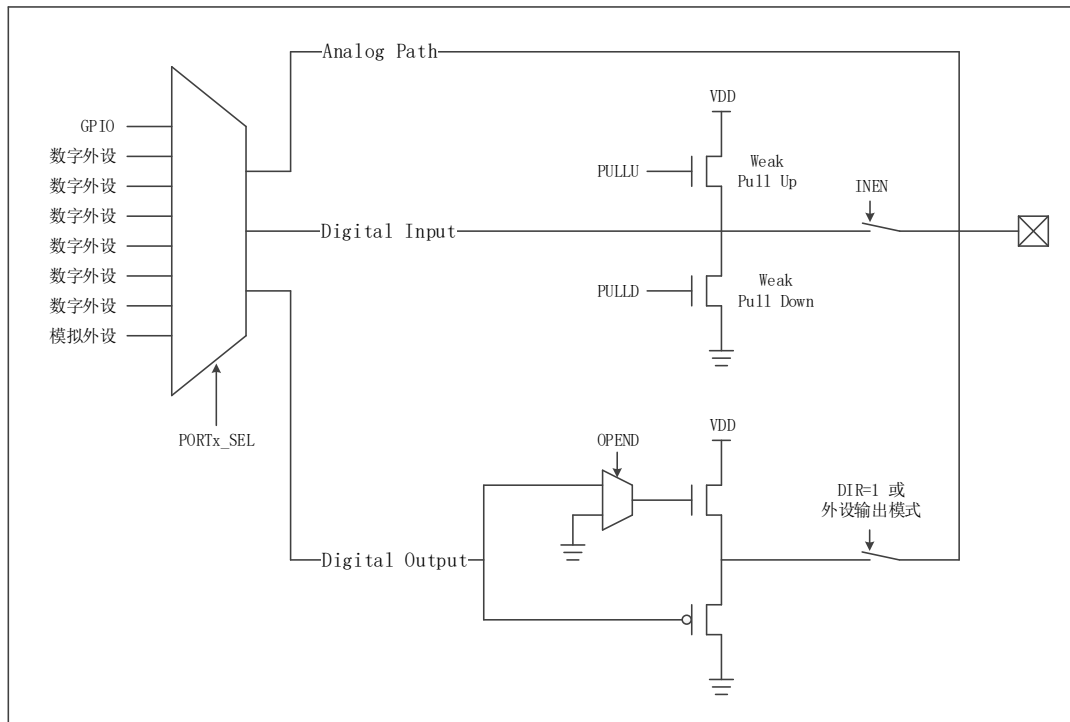 Analog Path
VDD
GPIO
数字外设
数字外设
数字外设
数字外设
数字外设
数字外设
模拟外设
PULLU
Weak
Pull Up
INEN
Digital Input
PULLD
Weak
Pull Down
PORTx_SEL
OPEND
VDD
DIR=1 或
外设输出模式
Digital Output